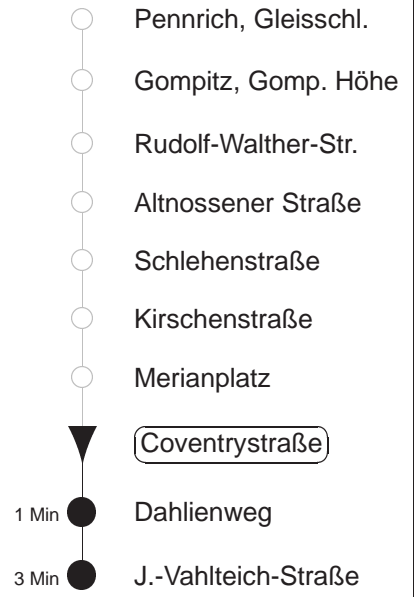 Pennrich, Gleisschl.
Gompitz, Gomp. Höhe
Rudolf-Walther-Str.
Altnossener Straße
Schlehenstraße
Kirschenstraße
Merianplatz
Coventrystraße
1 Min Dahlienweg
3 Min J.-Vahlteich-Straße